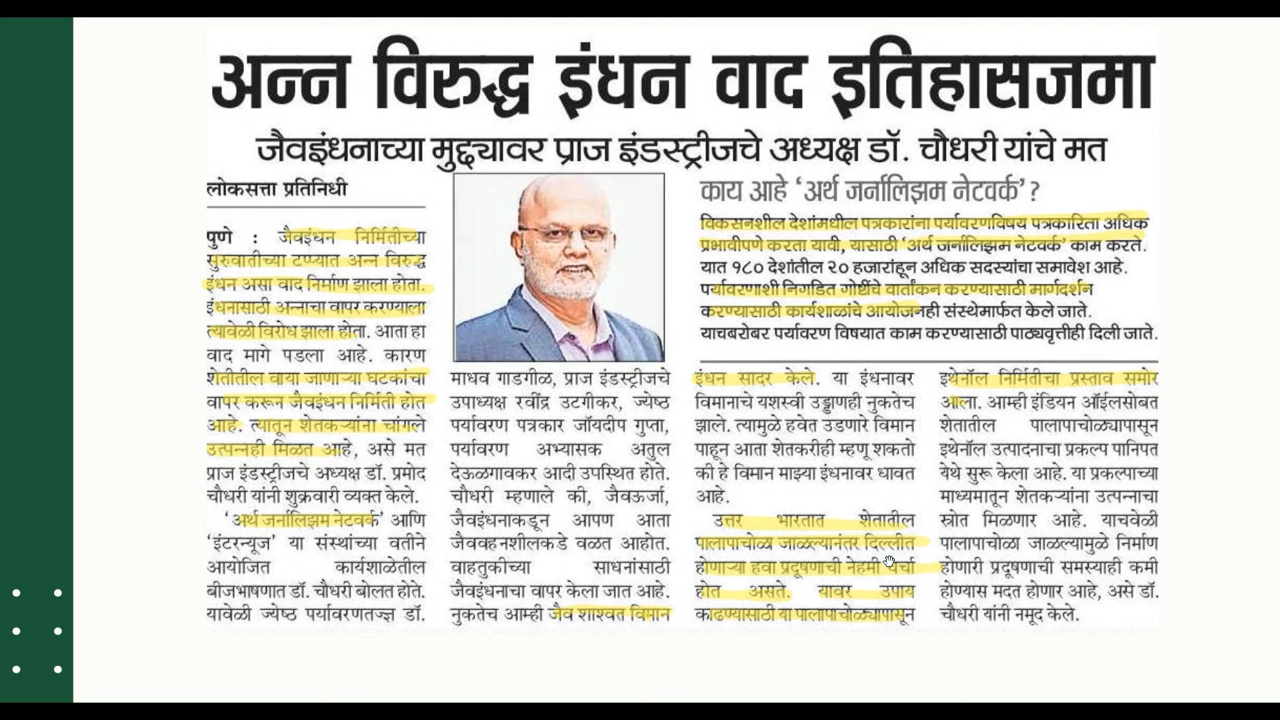 अन्न विरुद्ध इंधन वाद इतिहासजमा
जैवइंधनाच्या मुद्द्यावर प्राज इंडस्ट्रीजचे अध्यक्ष डॉ. चौधरी यांचे मत
लोकसत्ता प्रतिनिधी
पुणे : जैवइंधन निर्मितीच्या
सुरुवातीच्या टप्प्यात अन्न विरुद्ध
इंधन असा वाद निर्माण झाला होता.
इंधनासाठी अन्नाचा वापर करण्याला
त्यावेळी विरोध झाला होता. आता हा
वाद मागे पडला आहे. कारण
शेतीतील वाया जाणाऱ्या घटकांचा
वापर करून जैवइंधन निर्मिती होत
आहे. त्यातून शेतकऱ्यांना चांगले
उत्पन्नही मिळत आहे, असे मत
प्राज इंडस्ट्रीजचे अध्यक्ष डॉ. प्रमोद
चौधरी यांनी शुक्रवारी व्यक्त केले.
‘अर्थ जर्नालिझम नेटवर्क’ आणि
‘इंटरन्यूज’ या संस्थांच्या वतीने
आयोजित कार्यशाळेतील
बीजभाषणात डॉ. चौधरी बोलत होते.
यावेळी ज्येष्ठ पर्यावरणतज्ज्ञ डॉ.
माधव गाडगीळ, प्राज इंडस्ट्रीजचे
उपाध्यक्ष रवींद्र उटगीकर, ज्येष्ठ
पर्यावरण पत्रकार जॉयदीप गुप्ता,
पर्यावरण अभ्यासक अतुल
देऊळगावकर आदी उपस्थित होते.
चौधरी म्हणाले की, जैवऊर्जा,
जैवइंधनाकडून आपण आता
जैववहनशीलकडे वळत आहोत.
वाहतुकीच्या साधनांसाठी
जैवइंधनाचा वापर केला जात आहे.
नुकतेच आम्ही जैव शाश्वत विमान
काय आहे ‘अर्थ जर्नालिझम नेटवर्क’?
विकसनशील देशांमधील पत्रकारांना पर्यावरणविषय पत्रकारिता अधिक
प्रभावीपणे करता यावी, यासाठी ‘अर्थ जर्नालिझम नेटवर्क’ काम करते.
यात १८० देशांतील २० हजारांहून अधिक सदस्यांचा समावेश आहे.
पर्यावरणाशी निगडित गोष्टींचे वार्तांकन करण्यासाठी मार्गदर्शन
करण्यासाठी कार्यशाळांचे आयोजनही संस्थेमार्फत केले जाते.
याचबरोबर पर्यावरण विषयात काम करण्यासाठी पाठ्यवृत्तीही दिली जाते.
इंधन सादर केले. या इंधनावर
विमानाचे यशस्वी उड्डाणही नुकतेच
झाले. त्यामुळे हवेत उडणारे विमान
पाहून आता शेतकरीही म्हणू शकतो
की हे विमान माझ्या इंधनावर धावत
आहे.
उत्तर भारतात शेतातील
पालापाचोळा जाळल्यानंतर दिल्लीत
होणाऱ्या हवा प्रदूषणाची नेहमी चर्चा
होत असते. यावर उपाय
काढण्यासाठी या पालापाचोळ्यापासून
इथेनॉल निर्मितीचा प्रस्ताव समोर
आला. आम्ही इंडियन ऑईलसोबत
शेतातील पालापाचोळ्यापासून
इथेनॉल उत्पादनाचा प्रकल्प पानिपत
येथे सुरू केला आहे. या प्रकल्पाच्या
माध्यमातून शेतकऱ्यांना उत्पन्नाचा
स्रोत मिळणार आहे. याचवेळी
पालापाचोळा जाळल्यामुळे निर्माण
होणारी प्रदूषणाची समस्याही कमी
होण्यास मदत होणार आहे, असे डॉ.
चौधरी यांनी नमूद केले.